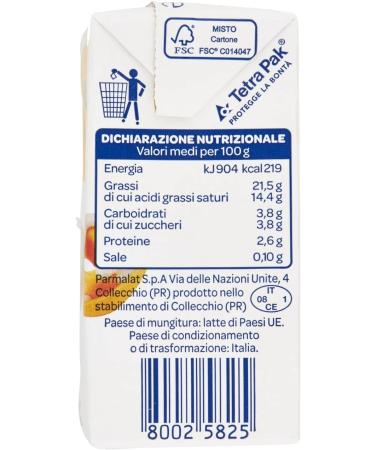 MISTO
Cartone
FSC
FSC® C014047
Tetra Pak®
PROTEGGE LA BONTÀ
DICHIARAZIONE NUTRIZIONALE
Valori medi per 100 g
Energia kJ 904 kcal 219
Grassi 21,5 g
di cui acidi grassi saturi 14,4 g
Carboidrati 3,8 g
di cui zuccheri 3,8 g
Proteine 2,6 g
Sale 0,10 g
Parmalat S.p.A Via delle Nazioni Unite, 4
Collecchio (PR) prodotto nello
stabilimento di Collecchio (PR)
IT
08 1
CE
Paese di mungitura: latte di Paesi UE.
Paese di condizionamento
o di trasformazione: Italia.
8002 5825